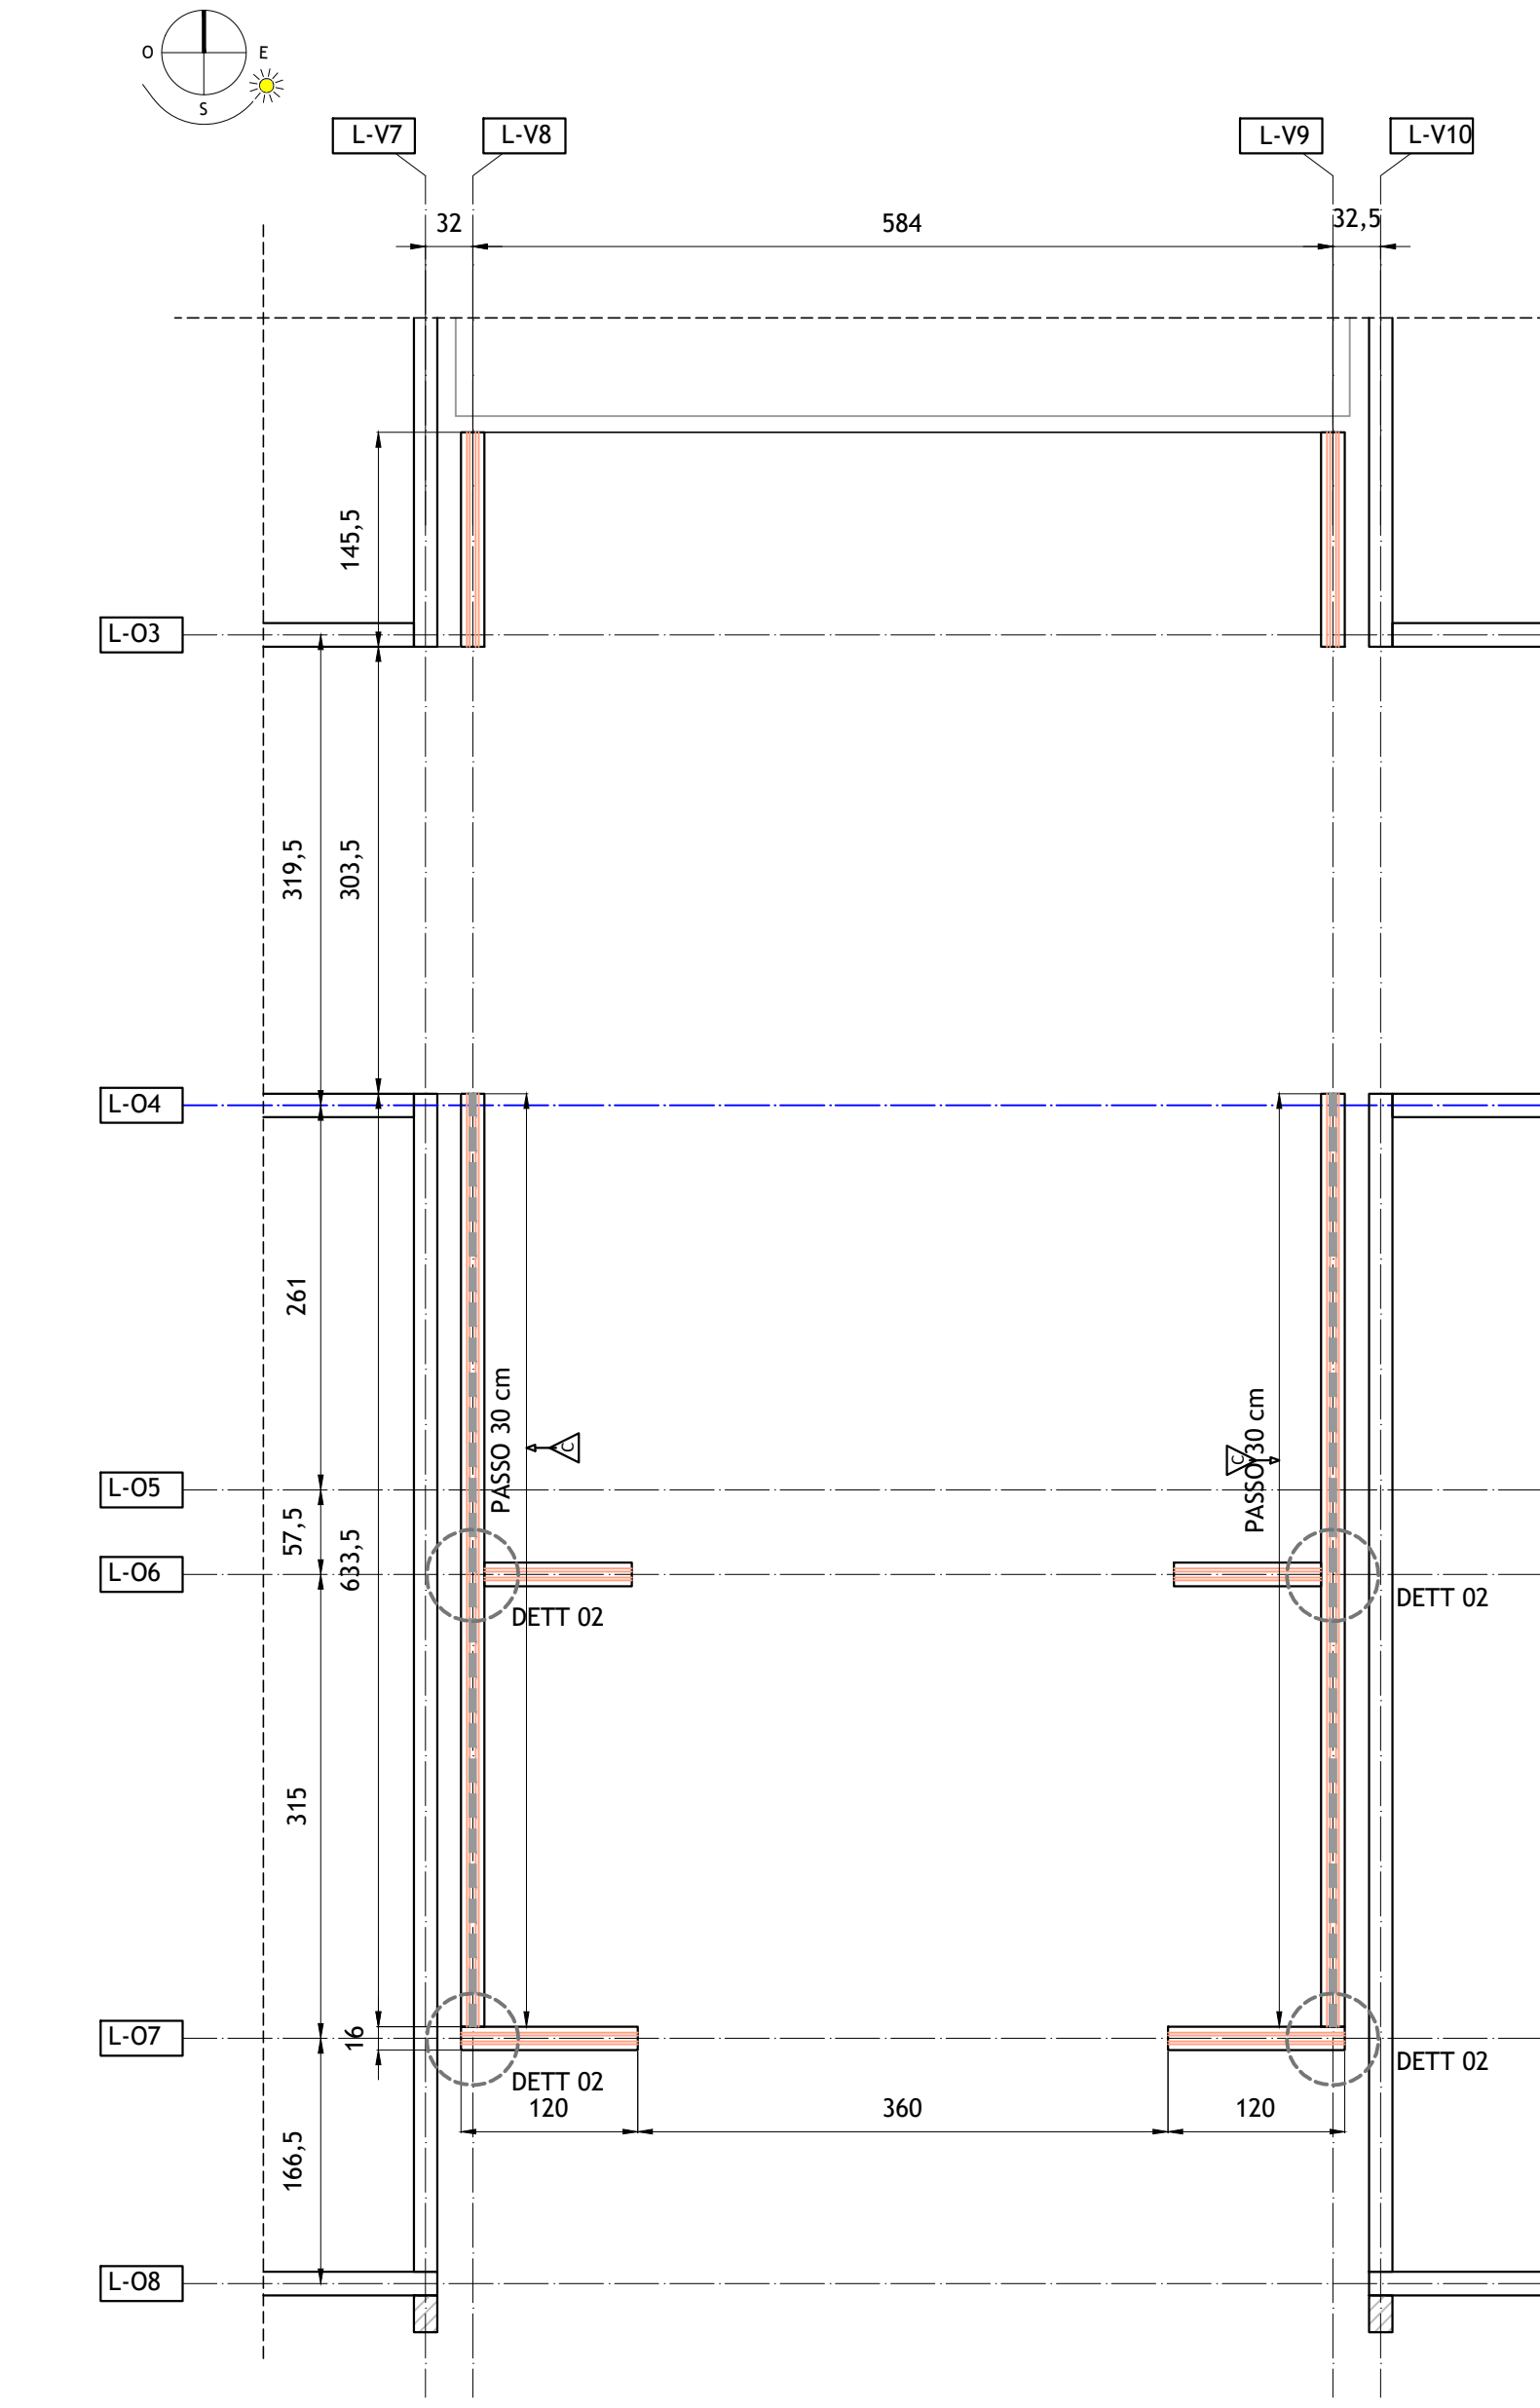 O
E
S
L-V7
L-V8
L-V9
L-V10
32
584
32,5
145,5
L-O3
319,5
303,5
L-O4
261
PASSO 30 cm
C
PASSO 30 cm
C
L-O5
57,5
633,5
L-O6
DETT 02
DETT 02
315
L-O7
16
DETT 02
DETT 02
120
360
120
166,5
L-O8